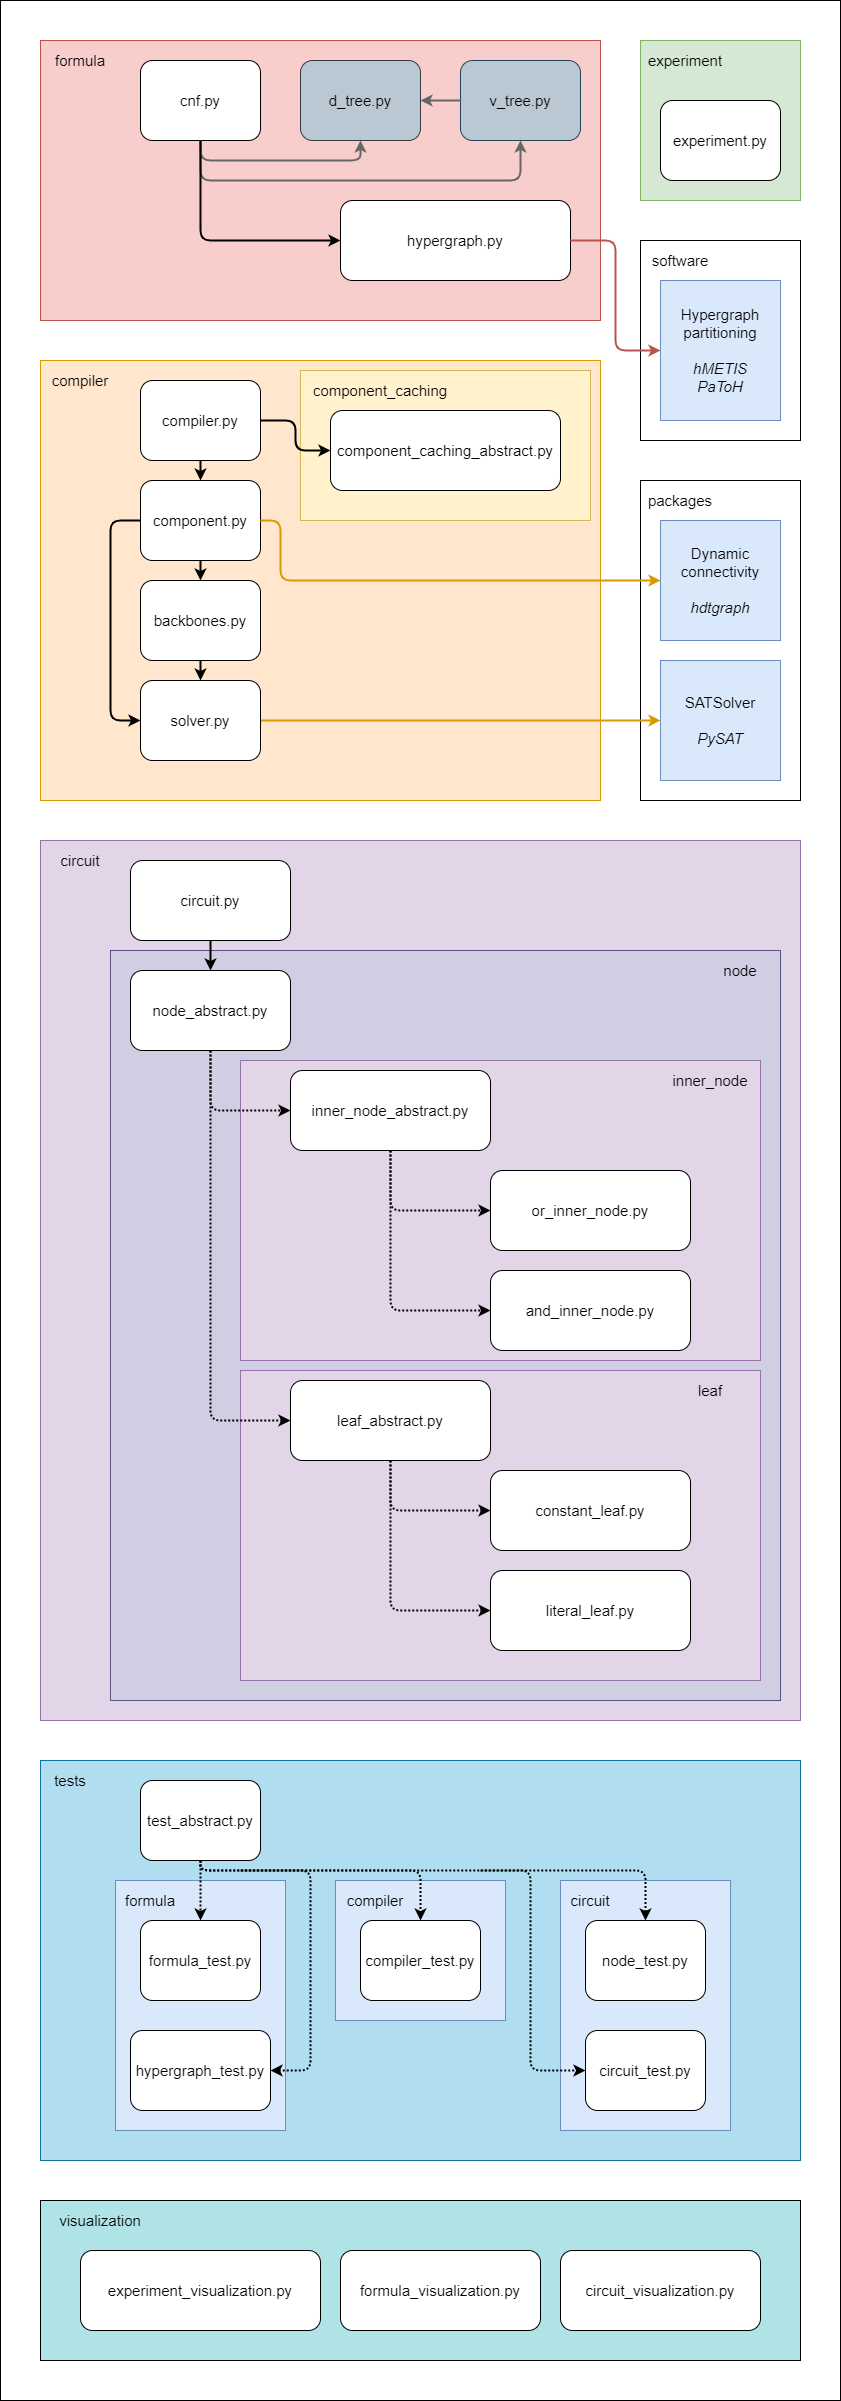 formula
cnf.py
d_tree.py
v_tree.py
hypergraph.py
experiment
experiment.py
software
Hypergraph
partitioning
hMETIS
PaToH
compiler
compiler.py
component_caching
component_caching_abstract.py
component.py
backbones.py
solver.py
packages
Dynamic
connectivity
hdtgraph
SATSolver
PySAT
circuit
circuit.py
node
node_abstract.py
inner_node
inner_node_abstract.py
or_inner_node.py
and_inner_node.py
leaf
leaf_abstract.py
constant_leaf.py
literal_leaf.py
tests
test_abstract.py
formula
formula_test.py
hypergraph_test.py
compiler
compiler_test.py
circuit
node_test.py
circuit_test.py
visualization
experiment_visualization.py
formula_visualization.py
circuit_visualization.py